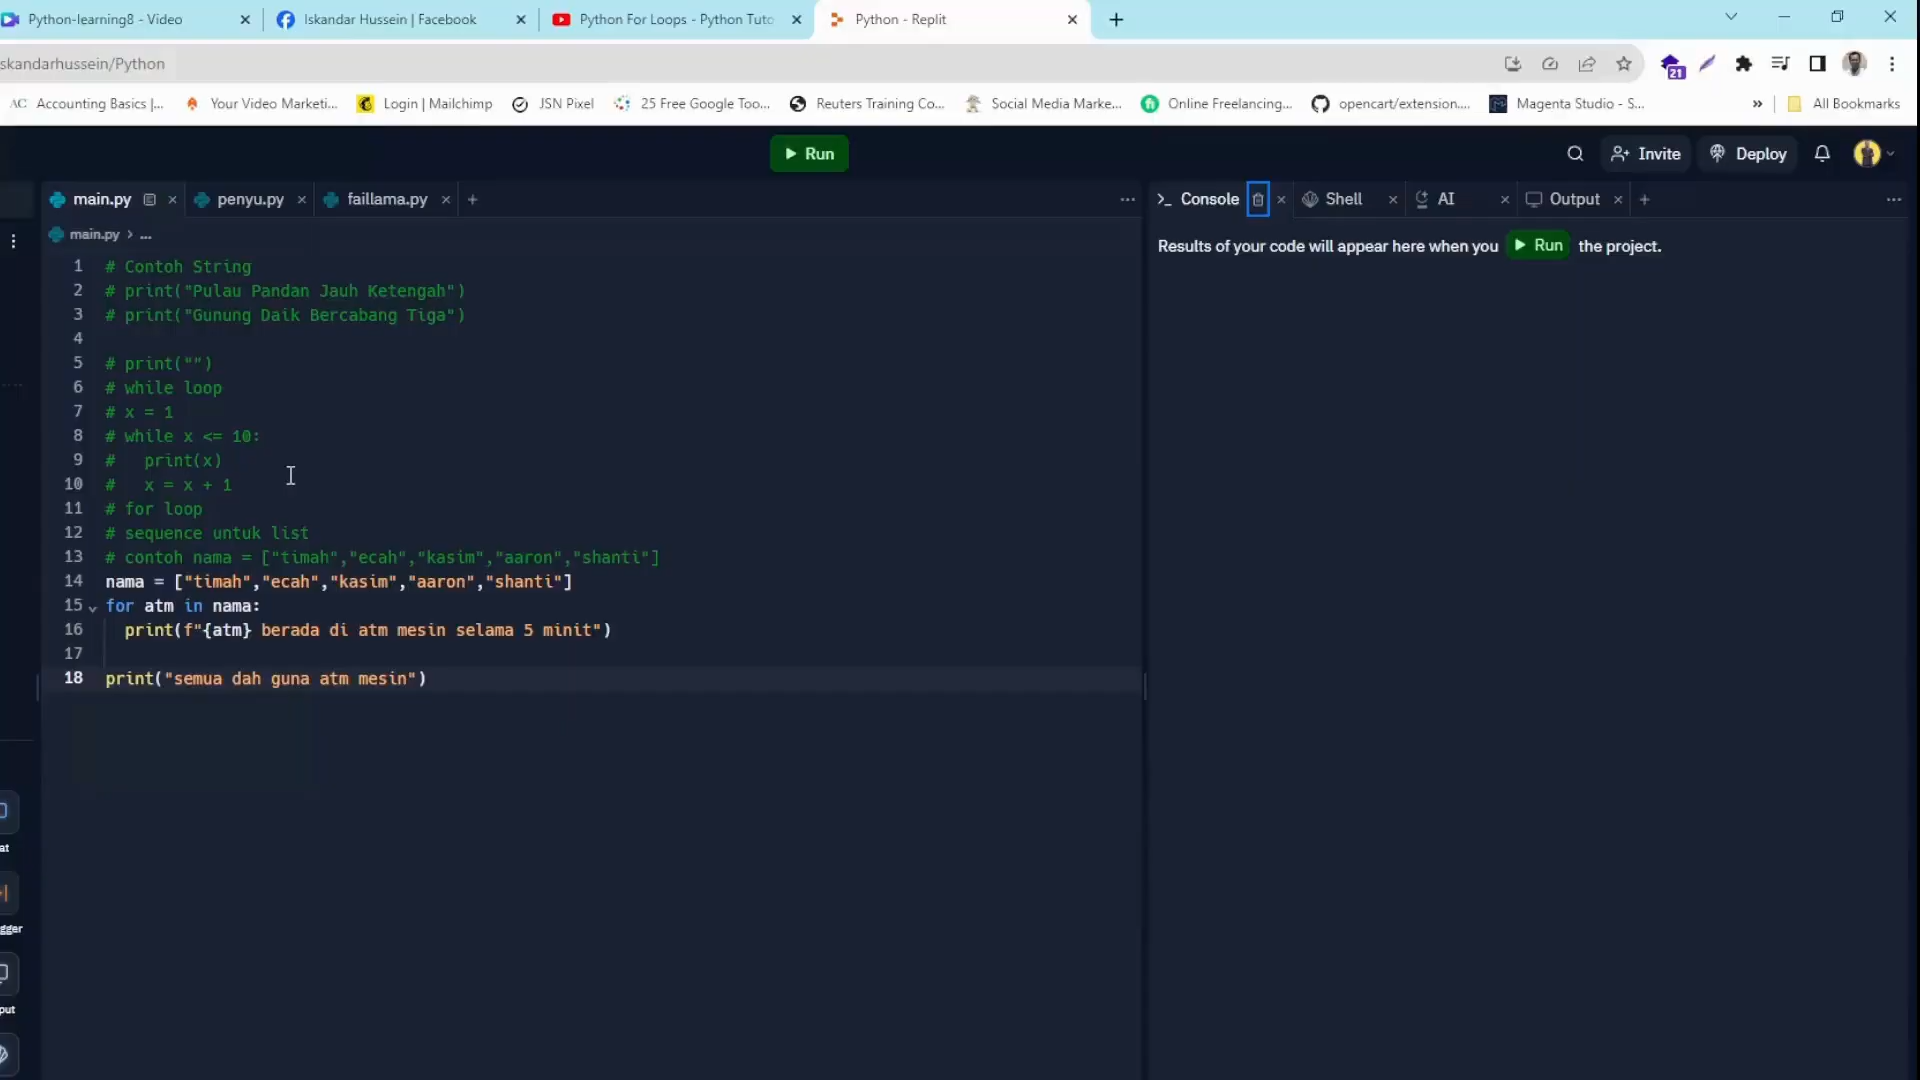 Python-learning8 - Video
Iskandar Hussein | Facebook
Python For Loops - Python Tuto
Python - Replit
skandarhussein/Python
21
AC Accounting Basics |...
Your Video Marketi...
Login | Mailchimp
JSN Pixel
25 Free Google Too...
Reuters Training Co...
Social Media Marke...
Online Freelancing...
opencart/extension....
Magenta Studio - S...
»
All Bookmarks
Run
Invite
Deploy
main.py
penyu.py
faillama.py
Console
Shell
AI
Output
main.py > ...
Results of your code will appear here when you Run the project.
1 # Contoh String
2 # print("Pulau Pandan Jauh Ketengah")
3 # print("Gunung Daik Bercabang Tiga")
4
5 # print("")
6 # while loop
7 # x = 1
8 # while x <= 10:
9 #   print(x)
10 #   x = x + 1
11 # for loop
12 # sequence untuk list
13 # contoh nama = ["timah","ecah","kasim","aaron","shanti"]
14 nama = ["timah","ecah","kasim","aaron","shanti"]
15 for atm in nama:
16   print(f"{atm} berada di atm mesin selama 5 minit")
17
18 print("semua dah guna atm mesin")
at
gger
put